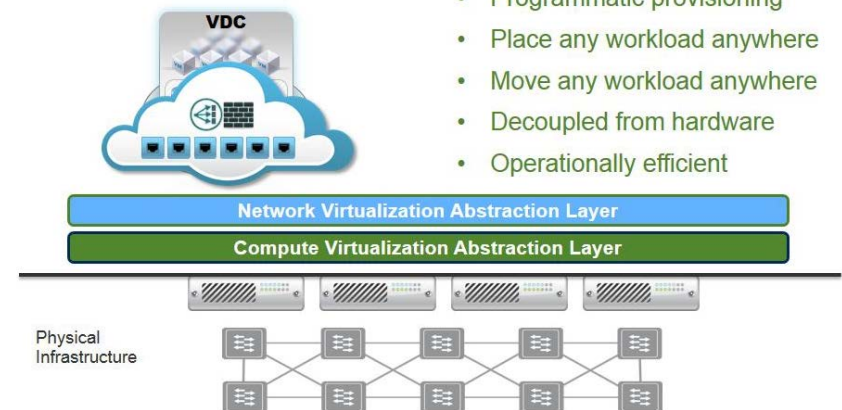 VDC
• Programmatic provisioning
• Place any workload anywhere
• Move any workload anywhere
• Decoupled from hardware
• Operationally efficient
Network Virtualization Abstraction Layer
Compute Virtualization Abstraction Layer
Physical
Infrastructure